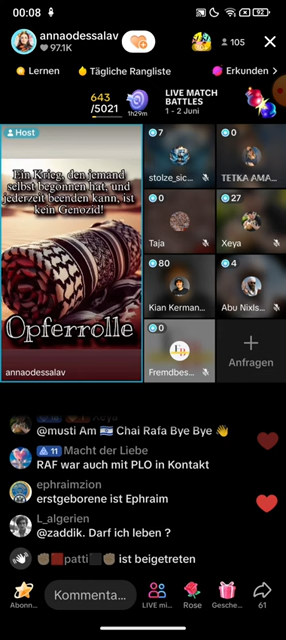 00:08
92
annaodessalav
97.1K
105
Lernen
Tägliche Rangliste
Erkunden
643
/5021
1h29m
LIVE MATCH
BATTLES
1 - 2 Juni
Host
Ein Krieg, den jemand
selbst begonnen hat, und
jederzeit beenden kann, ist
kein Genozid!
Opferrolle
annaodessalav
7
stolze_sic...
0
TETKA AMA...
0
Taja
27
Xeya
80
Kian Kerman...
4
Abu Nixls...
0
Fremdbes...
Anfragen
@musti Am 🇮🇱 Chai Rafa Bye Bye 👋
11 Macht der Liebe
RAF war auch mit PLO in Kontakt
ephraimzion
erstgeborene ist Ephraim
L_algerien
@zaddik. Darf ich leben ?
patti ist beigetreten
Abonn...
Kommenta...
LIVE mi...
Rose
Gesche...
61